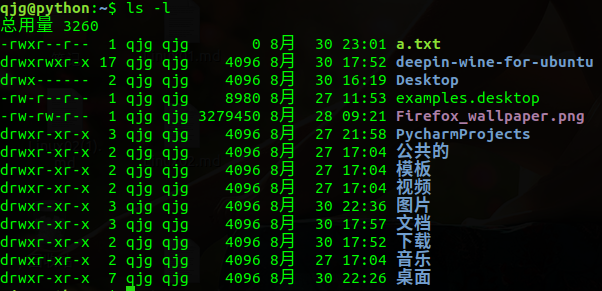 qjg@python:~$ ls -l
总用量 3260
-rwxr--r--  1 qjg qjg       0 8月  30 23:01 a.txt
drwxrwxr-x 17 qjg qjg    4096 8月  30 17:52 deepin-wine-for-ubuntu
drwx------  2 qjg qjg    4096 8月  30 16:19 Desktop
-rw-r--r--  1 qjg qjg    8980 8月  27 11:53 examples.desktop
-rw-rw-r--  1 qjg qjg 3279450 8月  28 09:21 Firefox_wallpaper.png
drwxr-xr-x  3 qjg qjg    4096 8月  27 21:58 PycharmProjects
drwxr-xr-x  2 qjg qjg    4096 8月  27 17:04 公共的
drwxr-xr-x  2 qjg qjg    4096 8月  27 17:04 模板
drwxr-xr-x  2 qjg qjg    4096 8月  27 17:04 视频
drwxr-xr-x  3 qjg qjg    4096 8月  30 22:36 图片
drwxr-xr-x  3 qjg qjg    4096 8月  30 17:57 文档
drwxr-xr-x  2 qjg qjg    4096 8月  30 17:52 下载
drwxr-xr-x  2 qjg qjg    4096 8月  27 17:04 音乐
drwxr-xr-x  7 qjg qjg    4096 8月  30 22:26 桌面